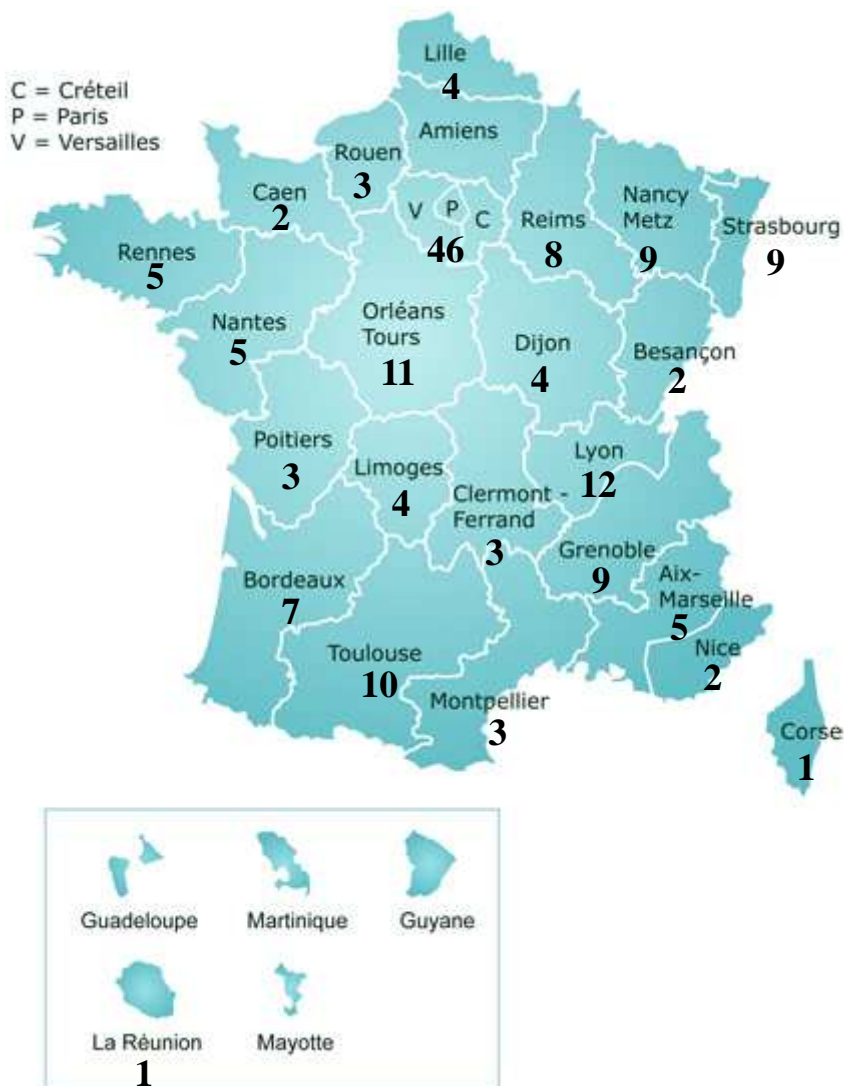 C = Créteil
P = Paris
V = Versailles
Lille
4
Amiens
Rouen
3
Caen
2
V P C
46
Reims
8
Nancy
Metz
9
Strasbourg
9
Rennes
5
Nantes
5
Orléans
Tours
11
Dijon
4
Besançon
2
Poitiers
3
Limoges
4
Clermont -
Ferrand
3
Lyon
12
Grenoble
9
Bordeaux
7
Toulouse
10
Montpellier
3
Aix-
Marseille
5
Nice
2
Corse
1
Guadeloupe Martinique Guyane
La Réunion Mayotte
1